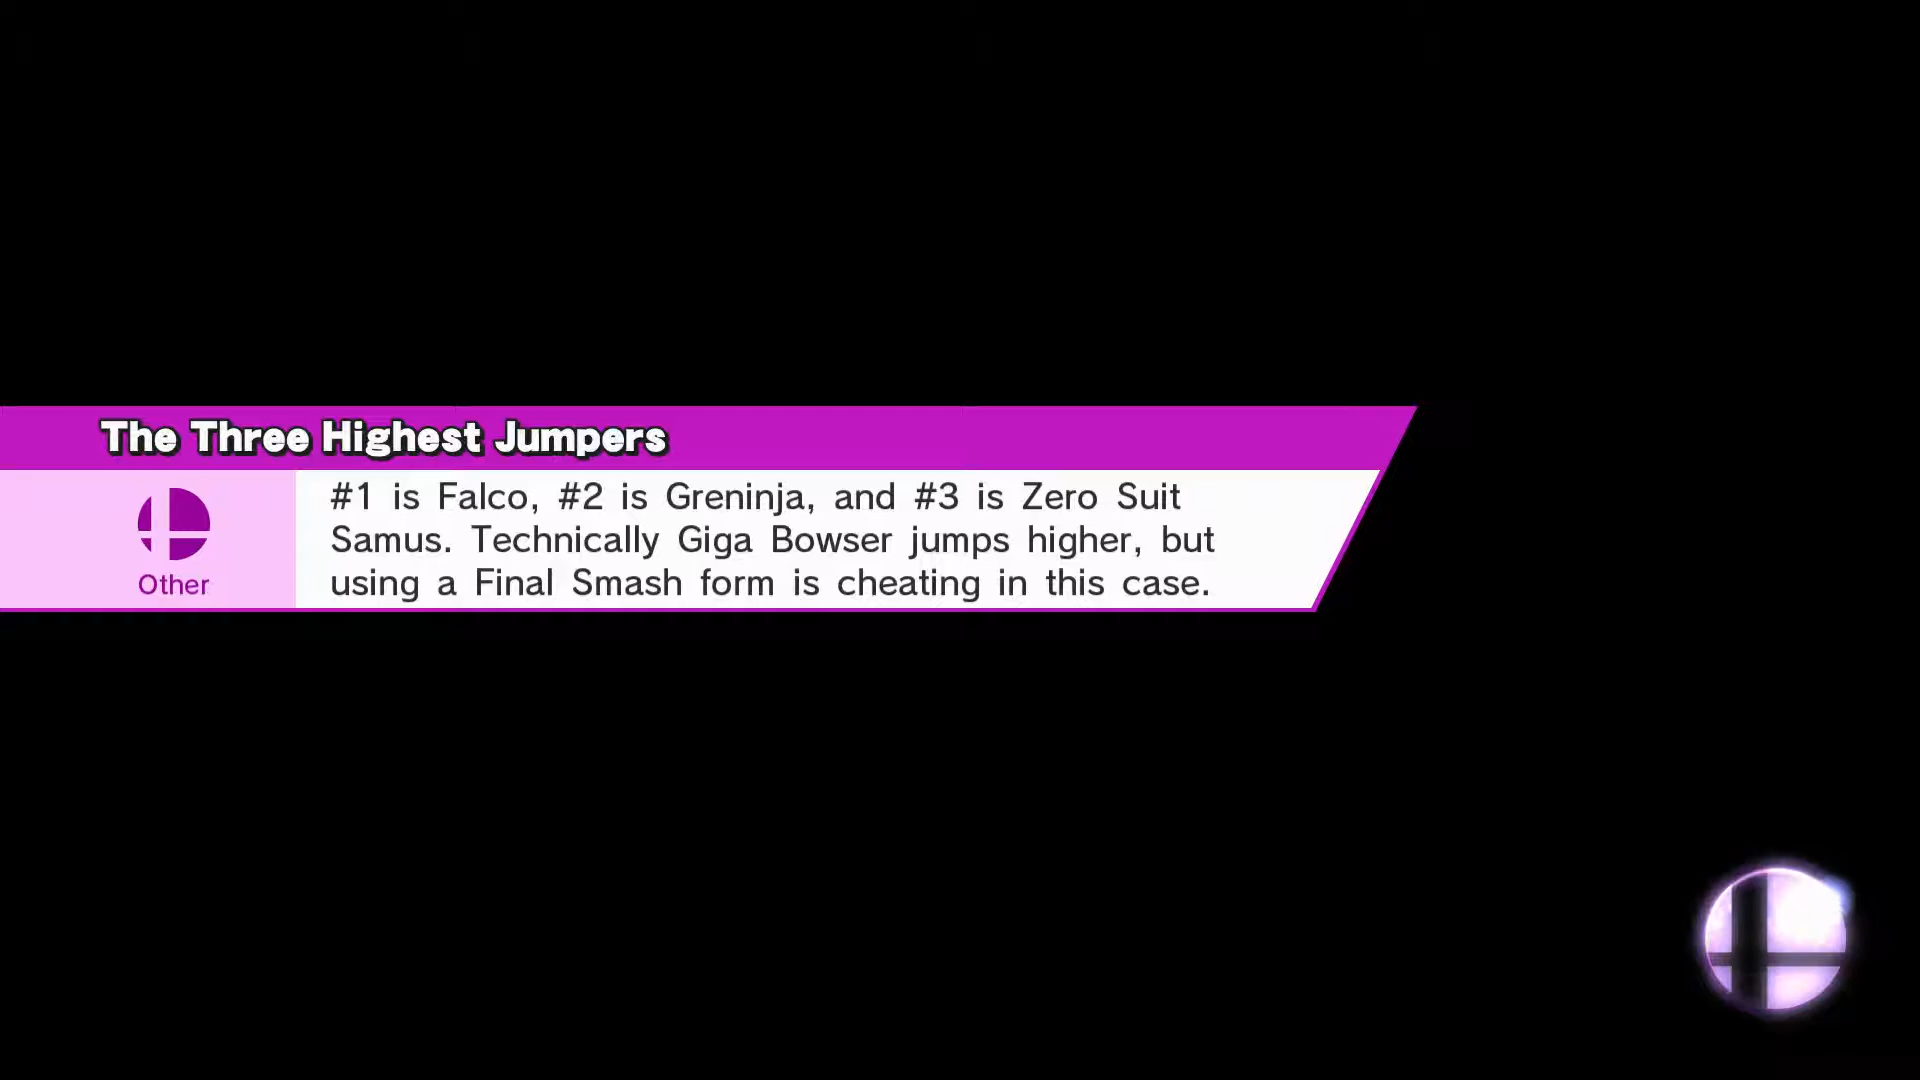 The Three Highest Jumpers
#1 is Falco, #2 is Greninja, and #3 is Zero Suit
Samus. Technically Giga Bowser jumps higher, but
using a Final Smash form is cheating in this case.
Other